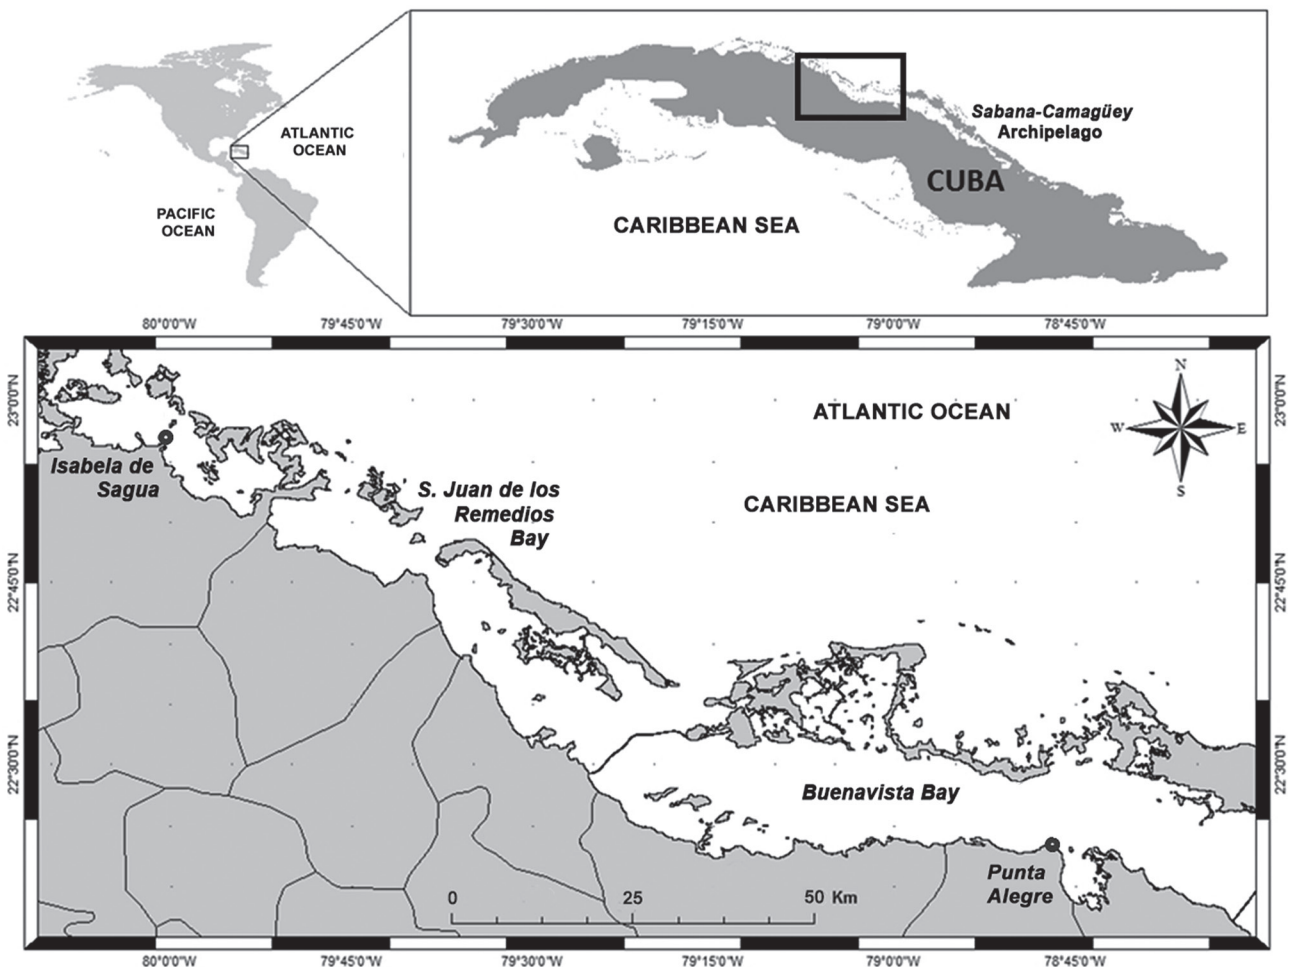 ATLANTIC
OCEAN
PACIFIC
OCEAN
Sabana-Camagüey
Archipelago
CUBA
CARIBBEAN SEA
80°0'0"W 79°45'0"W 79°30'0"W 79°15'0"W 79°0'0"W 78°45'0"W
23°0'0"N
22°45'0"N
22°30'0"N
N
W
E
S
ATLANTIC OCEAN
CARIBBEAN SEA
Isabela de
Sagua
S. Juan de los
Remedios
Bay
Buenavista Bay
Punta
Alegre
0 25 50 Km
23°0'0"N
22°45'0"N
22°30'0"N
80°0'0"W 79°45'0"W 79°30'0"W 79°15'0"W 79°0'0"W 78°45'0"W